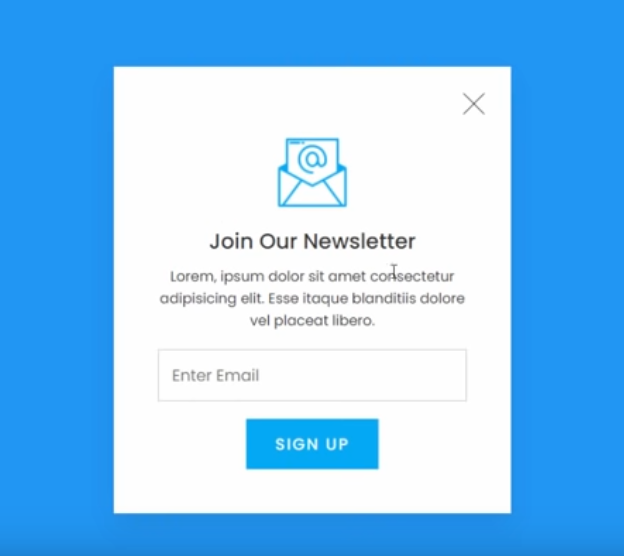 @
Join Our Newsletter
Lorem, ipsum dolor sit amet consectetur
adipisicing elit. Esse itaque blanditiis dolore
vel placeat libero.
Enter Email
SIGN UP